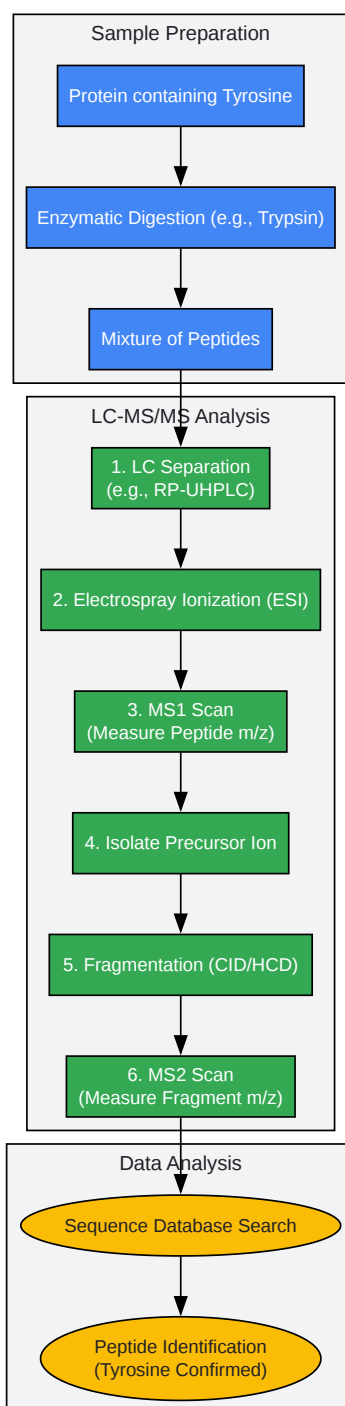 Sample Preparation
Protein containing Tyrosine
Enzymatic Digestion (e.g., Trypsin)
Mixture of Peptides
LC-MS/MS Analysis
1. LC Separation
(e.g., RP-UHPLC)
2. Electrospray Ionization (ESI)
3. MS1 Scan
(Measure Peptide m/z)
4. Isolate Precursor Ion
5. Fragmentation (CID/HCD)
6. MS2 Scan
(Measure Fragment m/z)
Data Analysis
Sequence Database Search
Peptide Identification
(Tyrosine Confirmed)